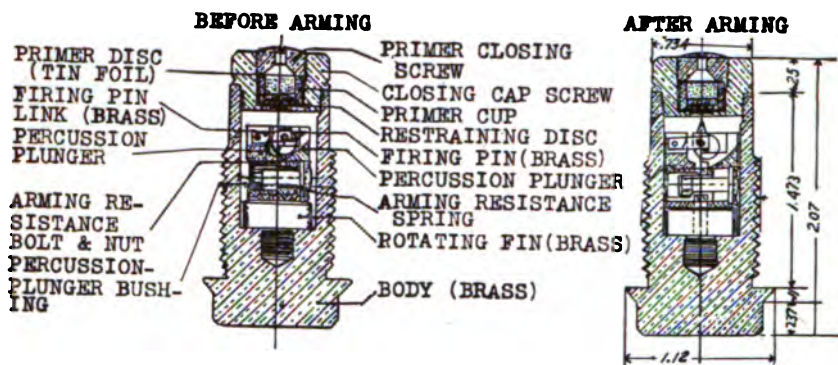 BEFORE ARMING
AFTER ARMING
PRIMER DISC
(TIN FOIL)
FIRING PIN
LINK (BRASS)
PERCUSSION
PLUNGER
ARMING RE-
SISTANCE
BOLT & NUT
PERCUSSION-
PLUNGER BUSH-
ING
PRIMER CLOSING
SCREW
CLOSING CAP SCREW
PRIMER CUP
RESTRAINING DISC
FIRING PIN(BRASS)
PERCUSSION PLUNGER
ARMING RESISTANCE
SPRING
ROTATING FIN(BRASS)
BODY (BRASS)
.734
.25
1.473
2.07
.237
1.12